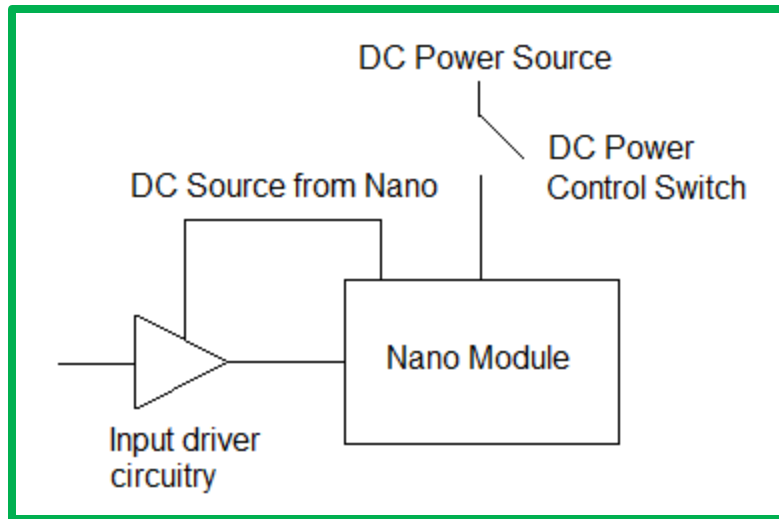 DC Power Source
DC Power
Control Switch
DC Source from Nano
Nano Module
Input driver
circuitry